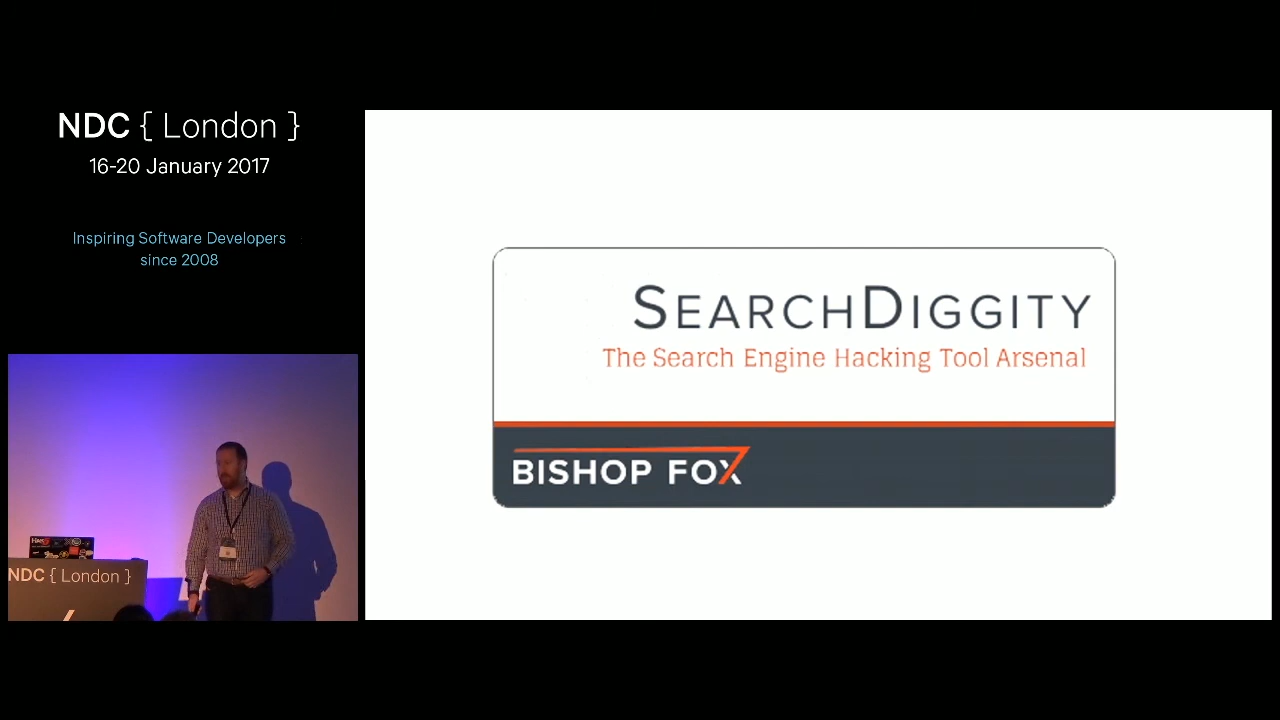 NDC { London }
16-20 January 2017
Inspiring Software Developers
since 2008
SEARCHDIGGITY
The Search Engine Hacking Tool Arsenal
BISHOP FOX
NDC { London }